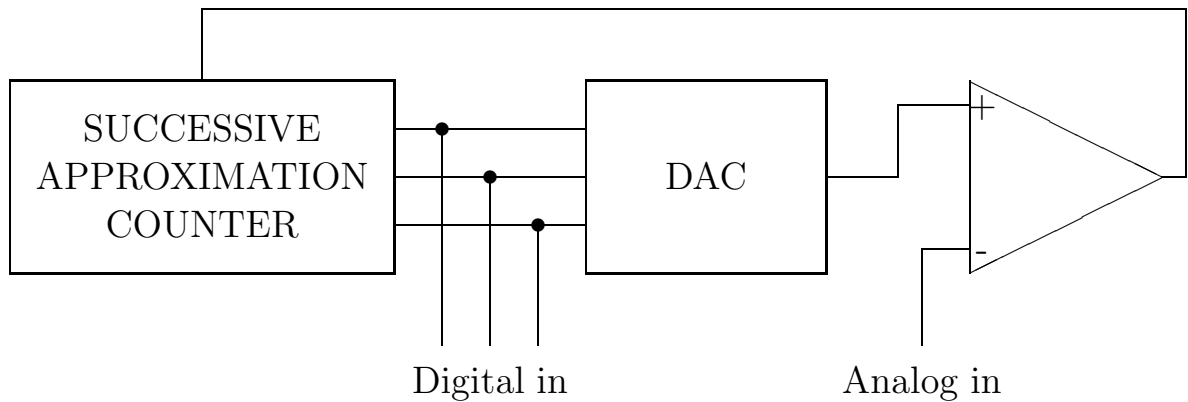 SUCCESSIVE
APPROXIMATION
COUNTER
DAC
+
-
Digital in
Analog in